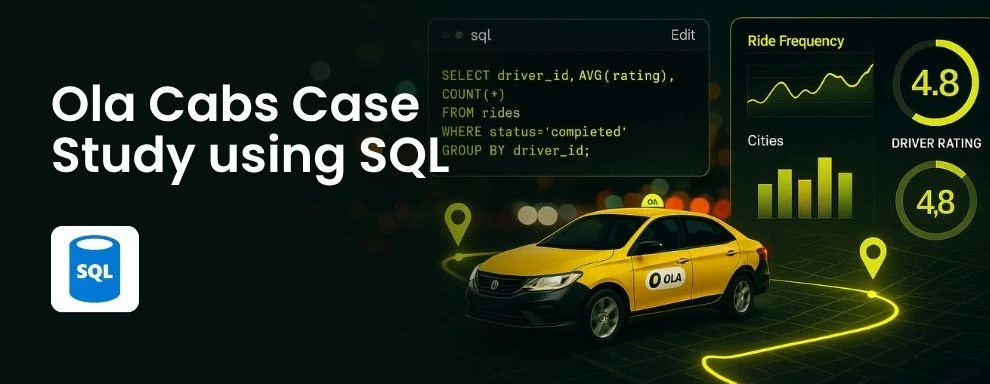 Ola Cabs Case
Study using SQL
SQL
sql
Edit
SELECT driver_id, AVG(rating),
COUNT(+)
FROM rides
WHERE status='compieted'
GROUP BY driver_id;
OA
OLA
Ride Frequency
4.8
Cities
DRIVER RATING
4,8